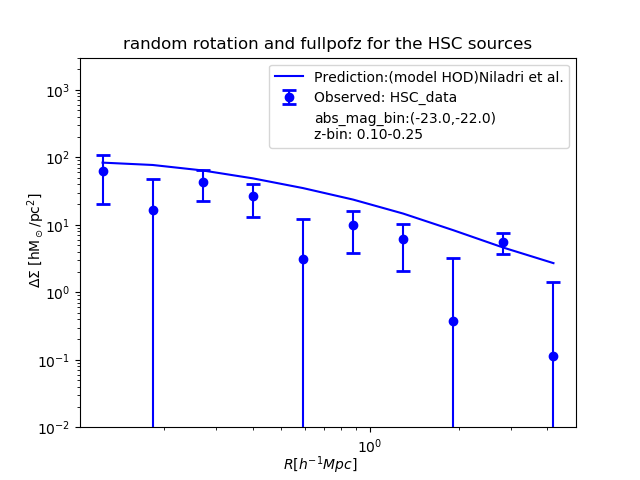 random rotation and fullpofz for the HSC sources
Prediction:(model HOD)Niladri et al.
Observed: HSC_data
abs_mag_bin:(-23.0,-22.0)
z-bin: 0.10-0.25
10³
10²
10¹
10⁰
10⁻¹
10⁻²
ΔΣ [hM⊙/pc²]
10⁰
R[h⁻¹Mpc]